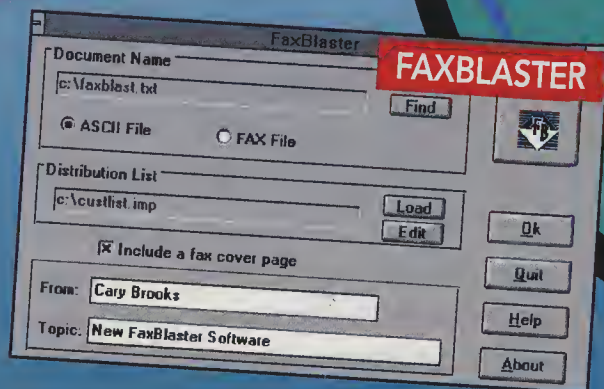 FaxBlaster
FAXBLASTER
Document Name
c:\faxblast.txt
Find
ASCII File
FAX File
FB
Distribution List
c:\custlist.imp
Load
Edit
Include a fax cover page
From: Cary Brooks
Topic: New FaxBlaster Software
Ok
Quit
Help
About